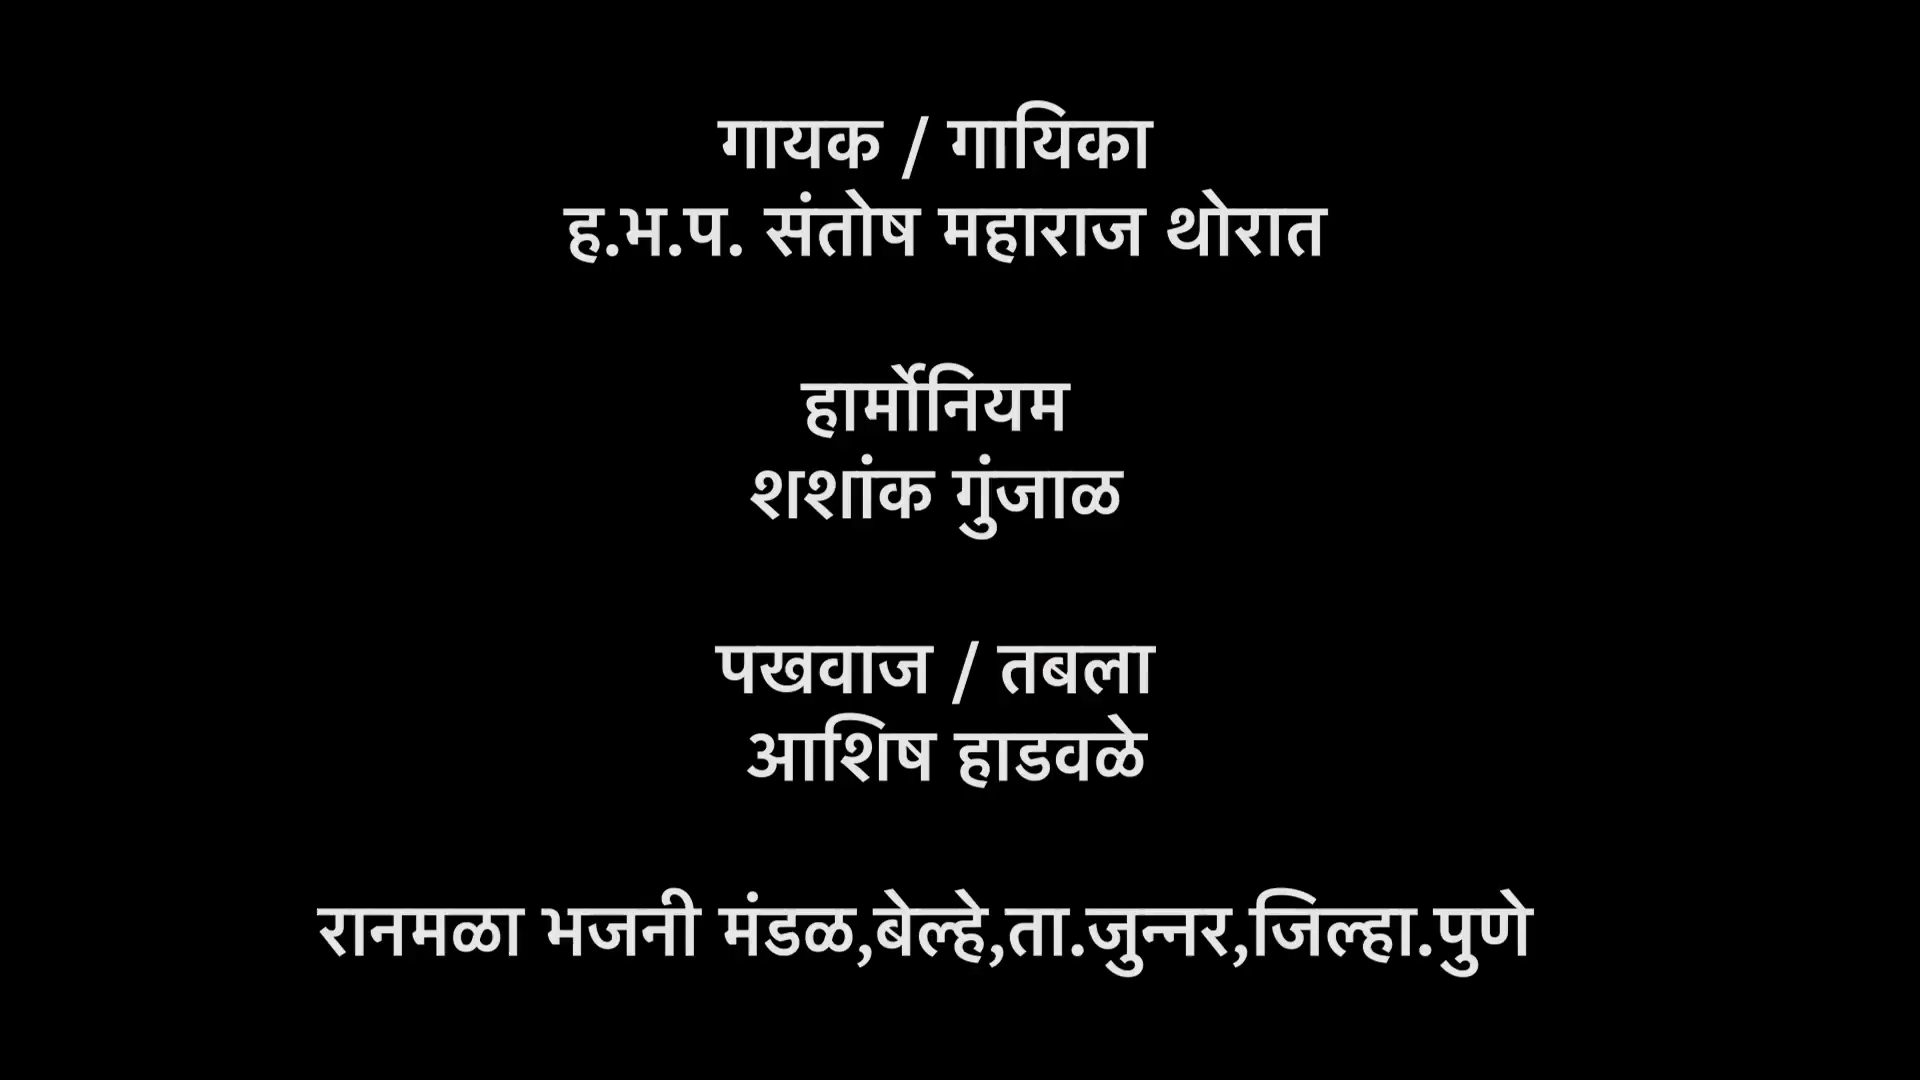 गायक / गायिका
ह.भ.प. संतोष महाराज थोरात
हार्मोनियम
शशांक गुंजाळ
पखवाज / तबला
आशिष हाडवळे
रानमळा भजनी मंडळ,बेल्हे,ता.जुन्नर,जिल्हा.पुणे